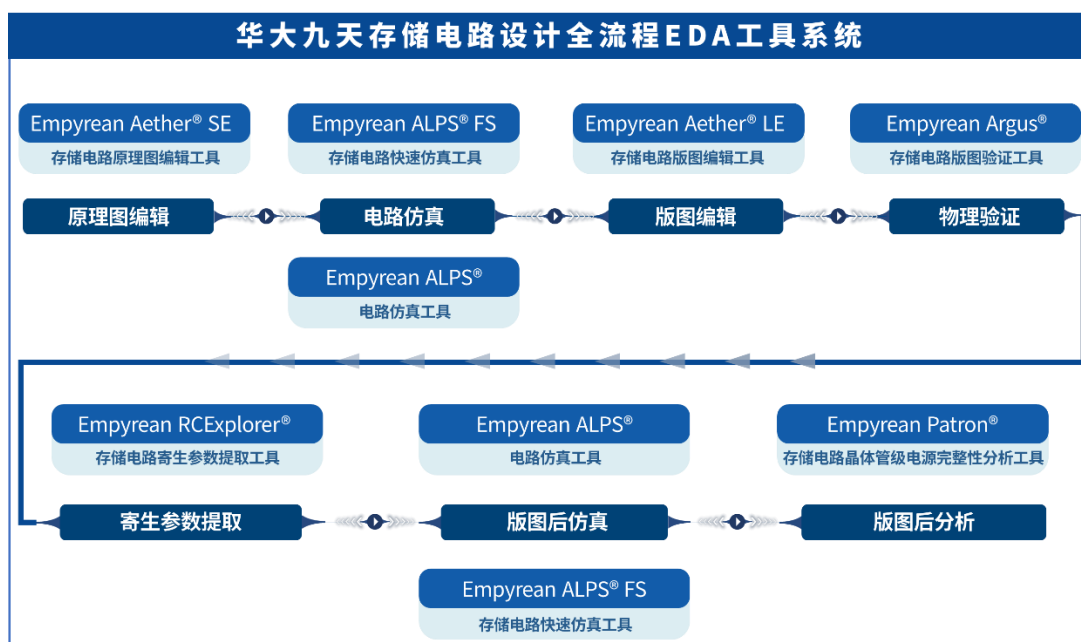 华大九天存储电路设计全流程EDA工具系统
Empyrean Aether® SE
存储电路原理图编辑工具
Empyrean ALPS® FS
存储电路快速仿真工具
Empyrean Aether® LE
存储电路版图编辑工具
Empyrean Argus®
存储电路版图验证工具
原理图编辑
电路仿真
版图编辑
物理验证
Empyrean ALPS®
电路仿真工具
Empyrean RCExplorer®
存储电路寄生参数提取工具
Empyrean ALPS®
电路仿真工具
Empyrean Patron®
存储电路晶体管级电源完整性分析工具
寄生参数提取
版图后仿真
版图后分析
Empyrean ALPS® FS
存储电路快速仿真工具